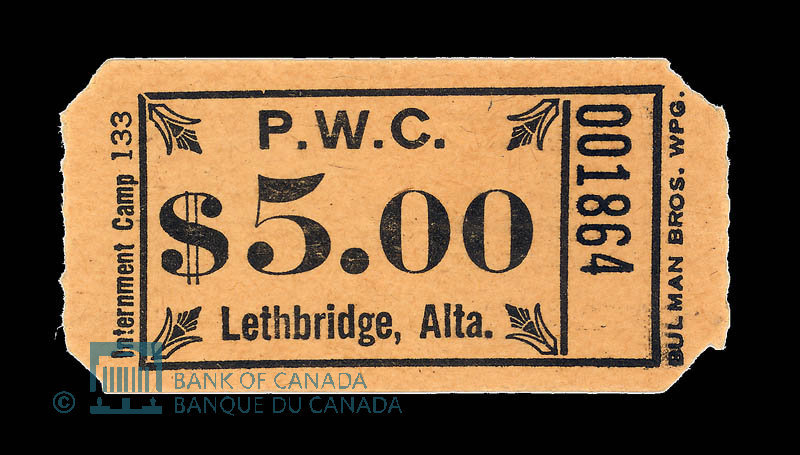 Internment Camp 133
P.W.C.
$5.00
Lethbridge, Alta.
001864
BULMAN BROS. WPG.
© BANK OF CANADA
BANQUE DU CANADA